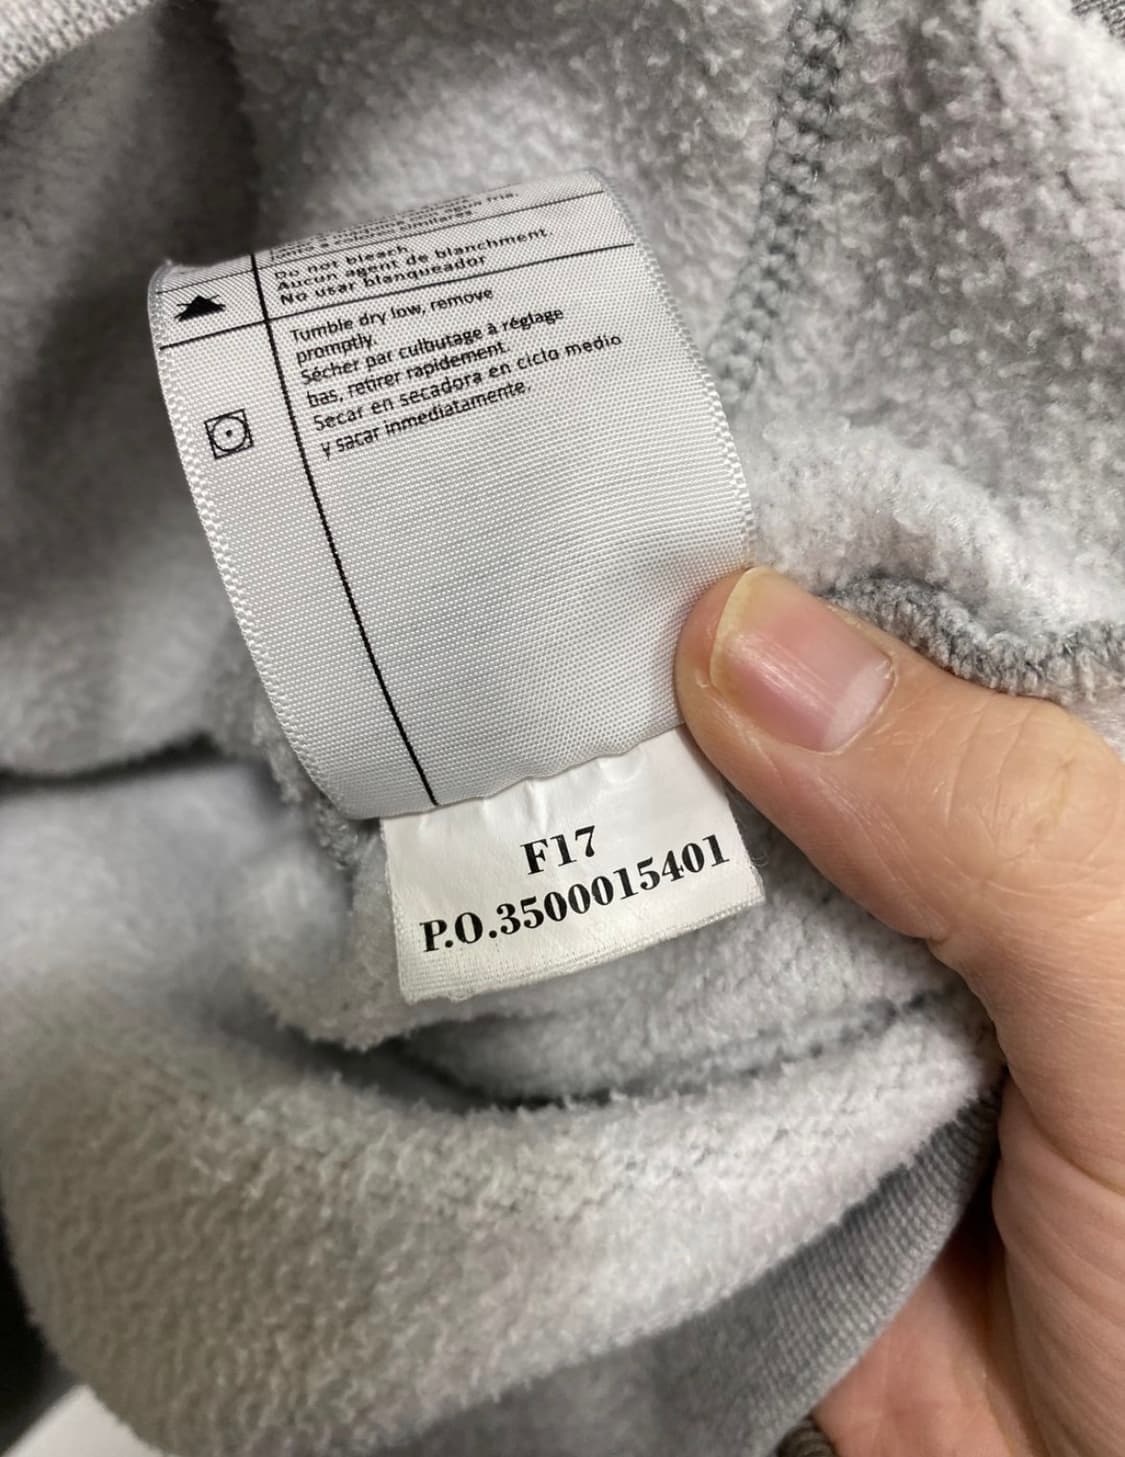 Do not bleach
Aucun agent de blanchment.
No usar blanqueador
Tumble dry low, remove
promptly.
Sécher par culbutage à réglage
bas, retirer rapidement.
Secar en secadora en ciclo medio
y sacar inmediatamente.
F17
P.O.3500015401